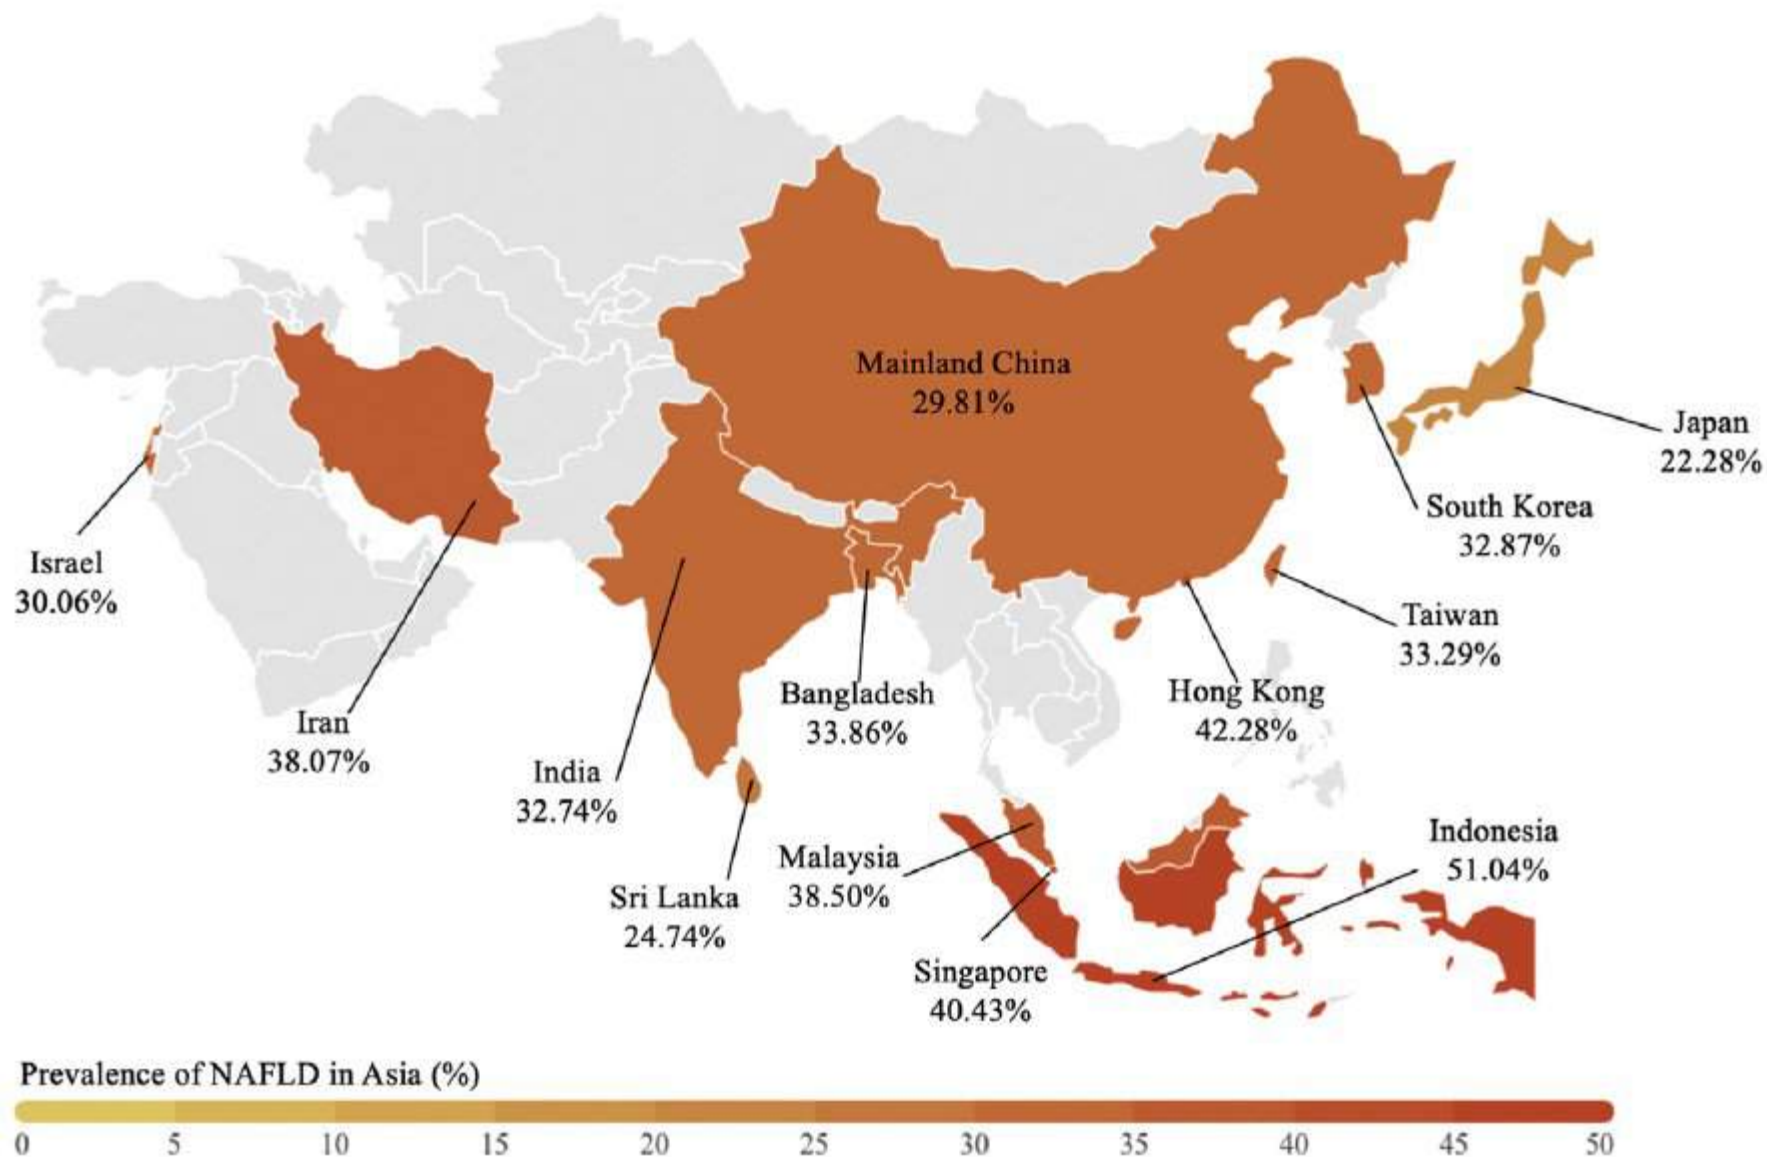 Mainland China
29.81%
Japan
22.28%
South Korea
32.87%
Israel
30.06%
Taiwan
33.29%
Iran
38.07%
Bangladesh
33.86%
Hong Kong
42.28%
India
32.74%
Sri Lanka
24.74%
Malaysia
38.50%
Indonesia
51.04%
Singapore
40.43%
Prevalence of NAFLD in Asia (%)
0 5 10 15 20 25 30 35 40 45 50